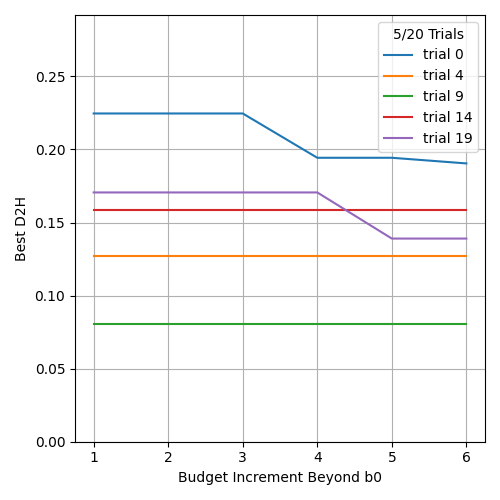 5/20 Trials
trial 0
trial 4
trial 9
trial 14
trial 19
0.25
0.20
0.15
0.10
0.05
0.00
Best D2H
1 2 3 4 5 6
Budget Increment Beyond b0